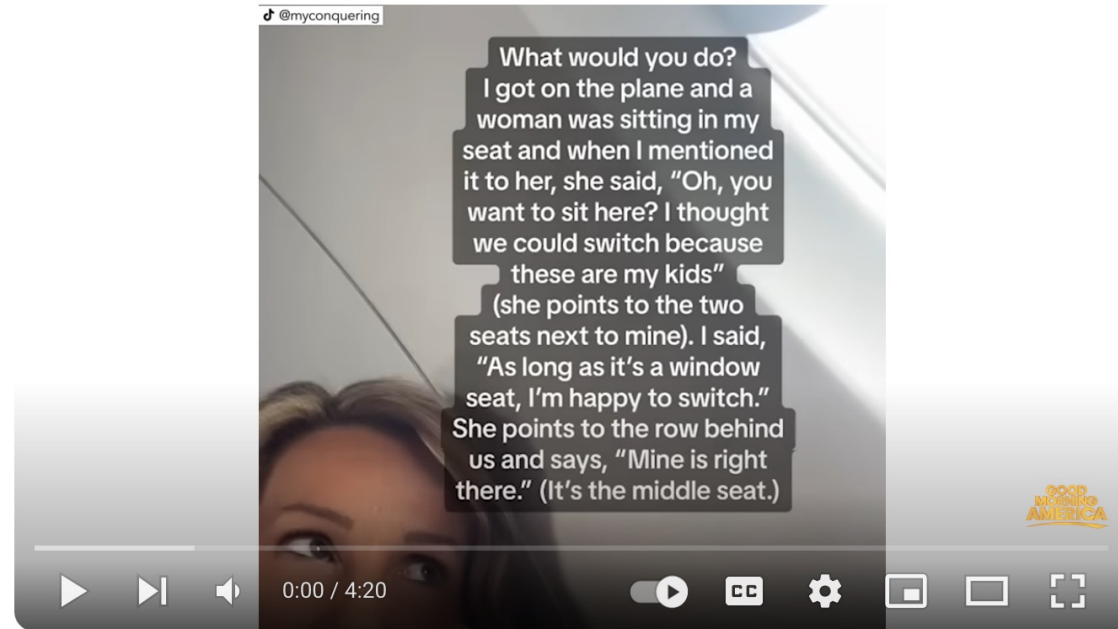 @myconquering
What would you do?
I got on the plane and a
woman was sitting in my
seat and when I mentioned
it to her, she said, “Oh, you
want to sit here? I thought
we could switch because
these are my kids”
(she points to the two
seats next to mine). I said,
“As long as it’s a window
seat, I’m happy to switch.”
She points to the row behind
us and says, “Mine is right
there.” (It’s the middle seat.)
GOOD
MORNING
AMERICA
0:00 / 4:20
CC